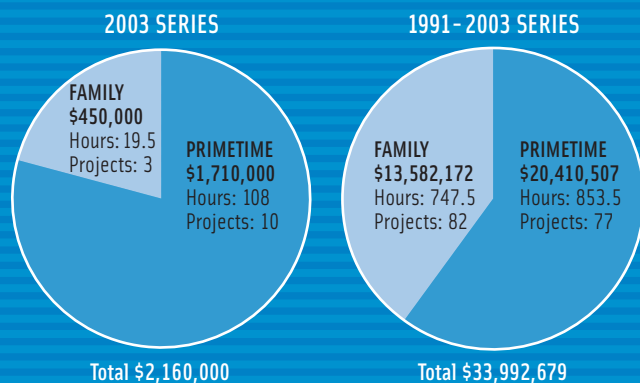 2003 SERIES
FAMILY
$450,000
Hours: 19.5
Projects: 3
PRIMETIME
$1,710,000
Hours: 108
Projects: 10
Total $2,160,000
1991-2003 SERIES
FAMILY
$13,582,172
Hours: 747.5
Projects: 82
PRIMETIME
$20,410,507
Hours: 853.5
Projects: 77
Total $33,992,679